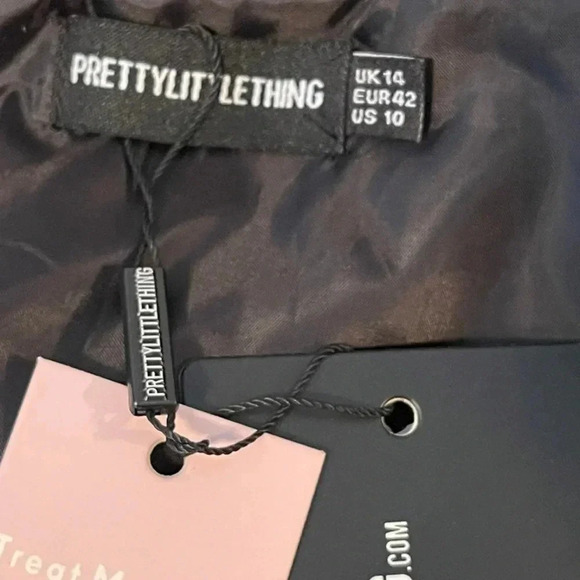 PRETTYLITTLETHING
UK 14
EUR 42
US 10
PRETTYLITTLETHING
Treat
.COM